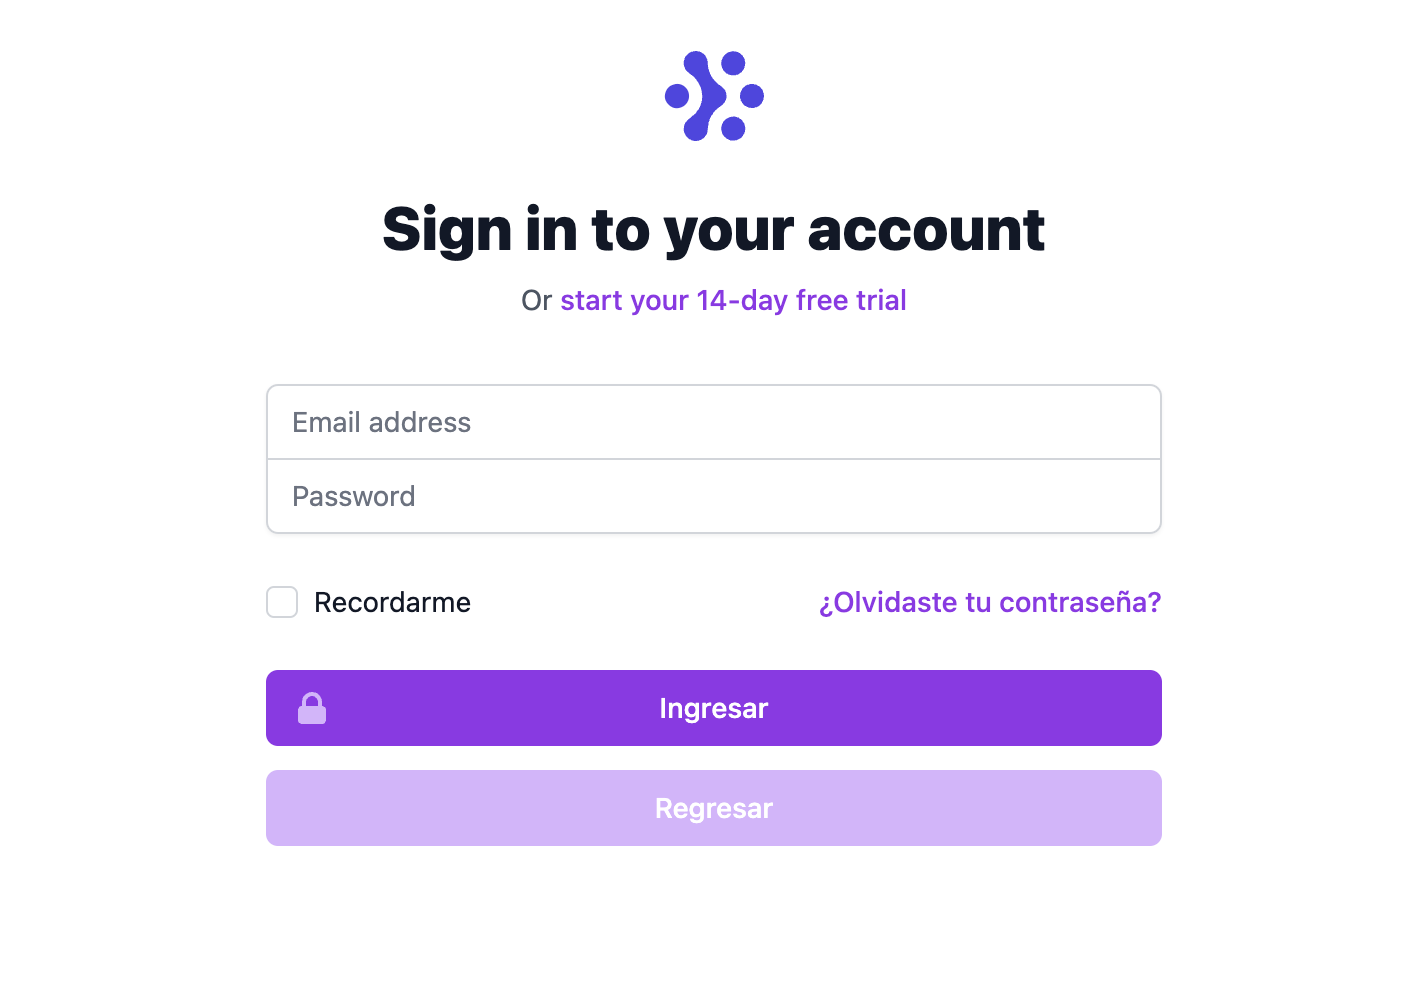 Sign in to your account
Or start your 14-day free trial
Email address
Password
Recordarme
¿Olvidaste tu contraseña?
Ingresar
Regresar